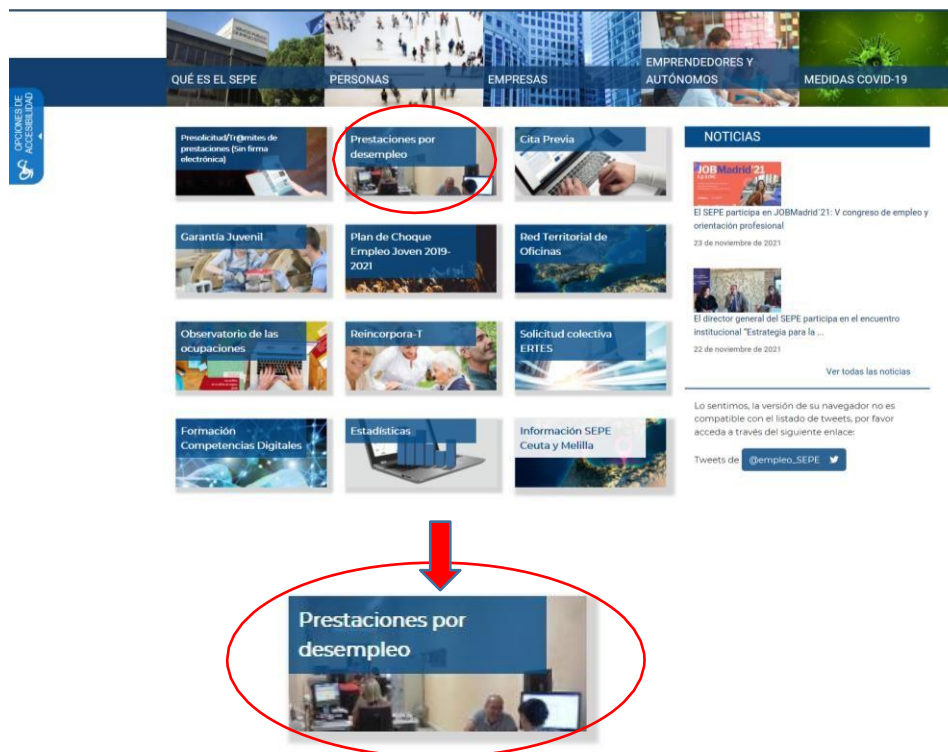 QUÉ ES EL SEPE
PERSONAS
EMPRESAS
EMPRENDEDORES Y
AUTÓNOMOS
MEDIDAS COVID-19
OPCIONES DE
ACCESIBILIDAD
Presolicitud/Tr@mites de
prestaciones (Sin firma
electrónica)
Prestaciones por
desempleo
Cita Previa
Garantía Juvenil
Plan de Choque
Empleo Joven 2019-
2021
Red Territorial de
Oficinas
Observatorio de las
ocupaciones
Reincorpora-T
Solicitud colectiva
ERTES
Formación
Competencias Digitales
Estadísticas
Información SEPE
Ceuta y Melilla
NOTICIAS
JOBMadrid'21
El SEPE participa en JOBMadrid´21: V congreso de empleo y
orientación profesional
23 de noviembre de 2021
El director general del SEPE participa en el encuentro
institucional "Estrategia para la ...
22 de noviembre de 2021
Ver todas las noticias
Lo sentimos, la versión de su navegador no es
compatible con el listado de tweets, por favor
acceda a través del siguiente enlace:
Tweets de @empleo_SEPE
Prestaciones por
desempleo